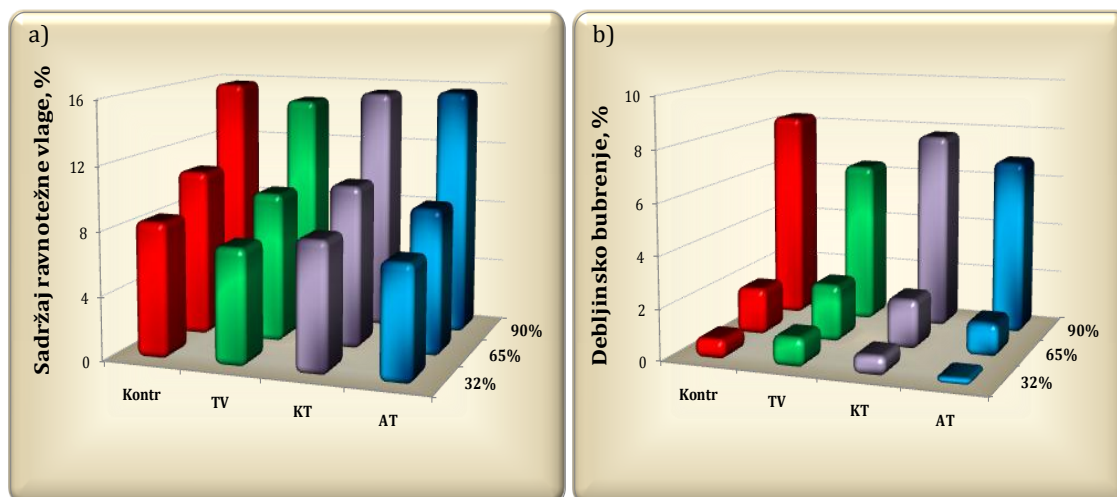 a)
Sadržaj ravnotežne vlage, %
16
12
8
4
0
Kontr
TV
KT
AT
32%
65%
90%
b)
Debljinsko bubrenje, %
10
8
6
4
2
0
Kontr
TV
KT
AT
32%
65%
90%